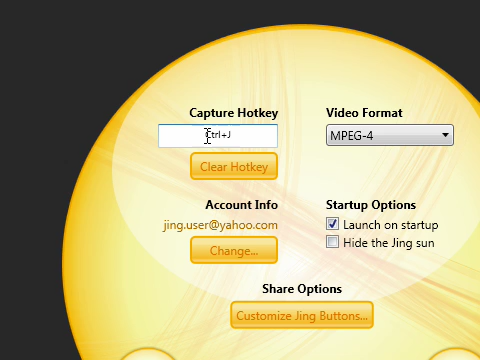 Capture Hotkey
Ctrl+J
Clear Hotkey
Video Format
MPEG-4
Account Info
jing.user@yahoo.com
Change...
Startup Options
Launch on startup
Hide the Jing sun
Share Options
Customize Jing Buttons...